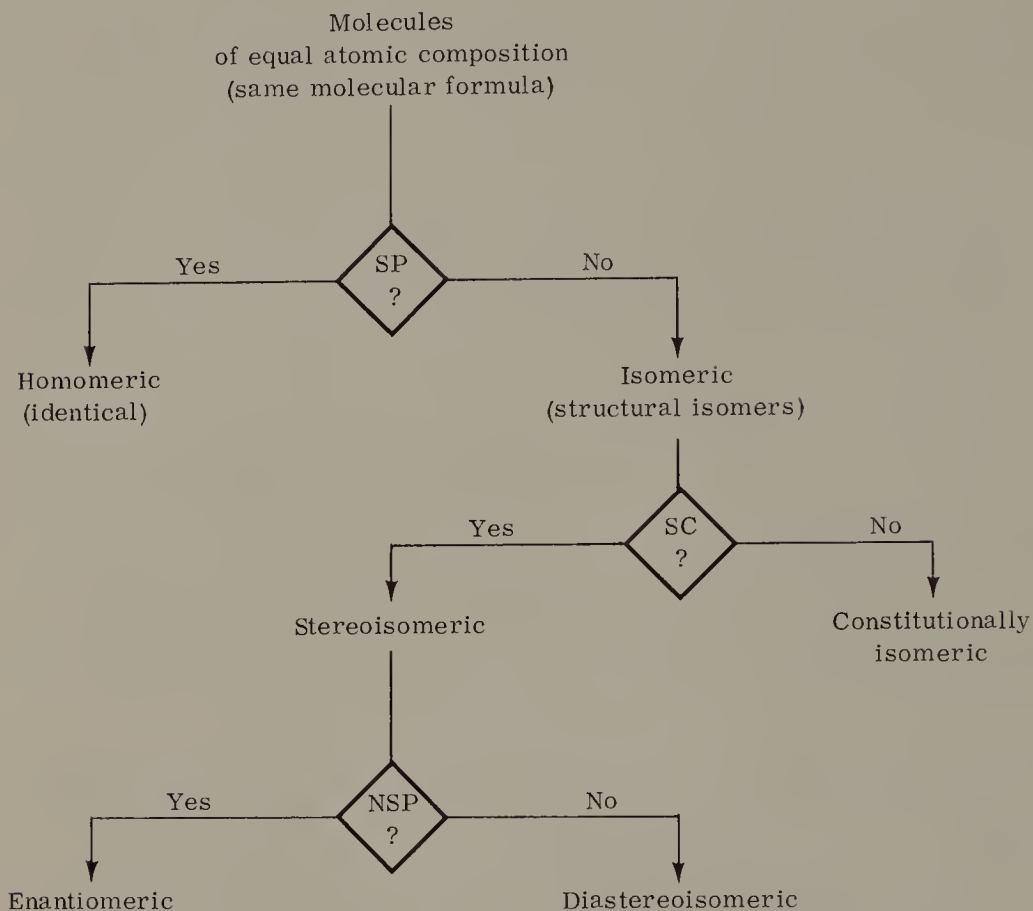 Molecules
of equal atomic composition
(same molecular formula)
Yes
SP
?
No
Homomeric
(identical)
Isomeric
(structural isomers)
Yes
SC
?
No
Stereoisomeric
Constitutionally
isomeric
Yes
NSP
?
No
Enantiomeric
Diastereoisomeric